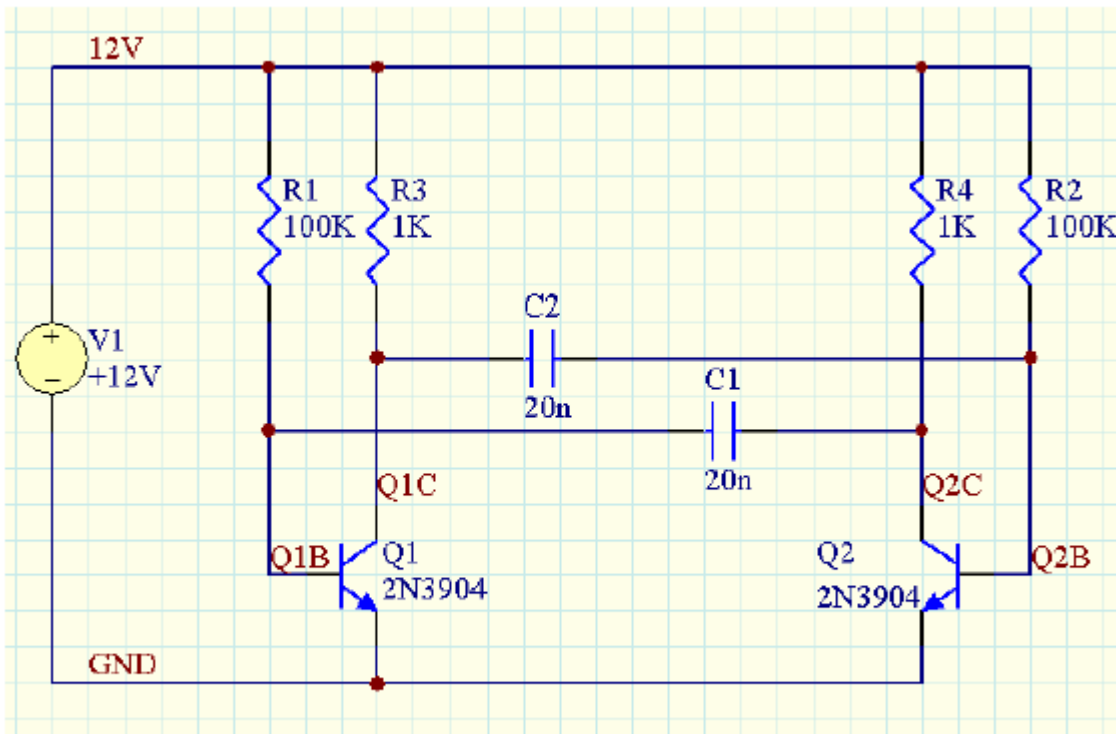 12V
R1
100K
R3
1K
R4
1K
R2
100K
C2
20n
V1
+12V
C1
20n
Q1C
Q2C
Q1B
Q1
2N3904
Q2
2N3904
Q2B
GND